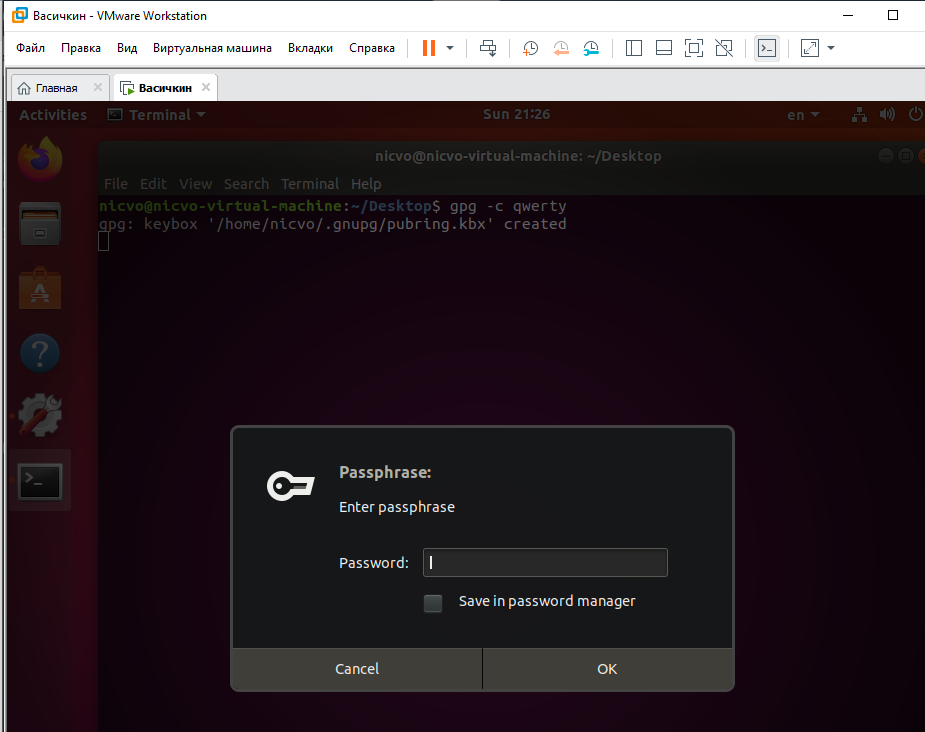 Васичкин - VMware Workstation
Файл Правка Вид Виртуальная машина Вкладки Справка
Главная Васичкин
Activities Terminal Sun 21:26 en
nicvo@nicvo-virtual-machine: ~/Desktop
File Edit View Search Terminal Help
nicvo@nicvo-virtual-machine:~/Desktop$ gpg -c qwerty
gpg: keybox '/home/nicvo/.gnupg/pubring.kbx' created
Passphrase:
Enter passphrase
Password:
Save in password manager
Cancel OK